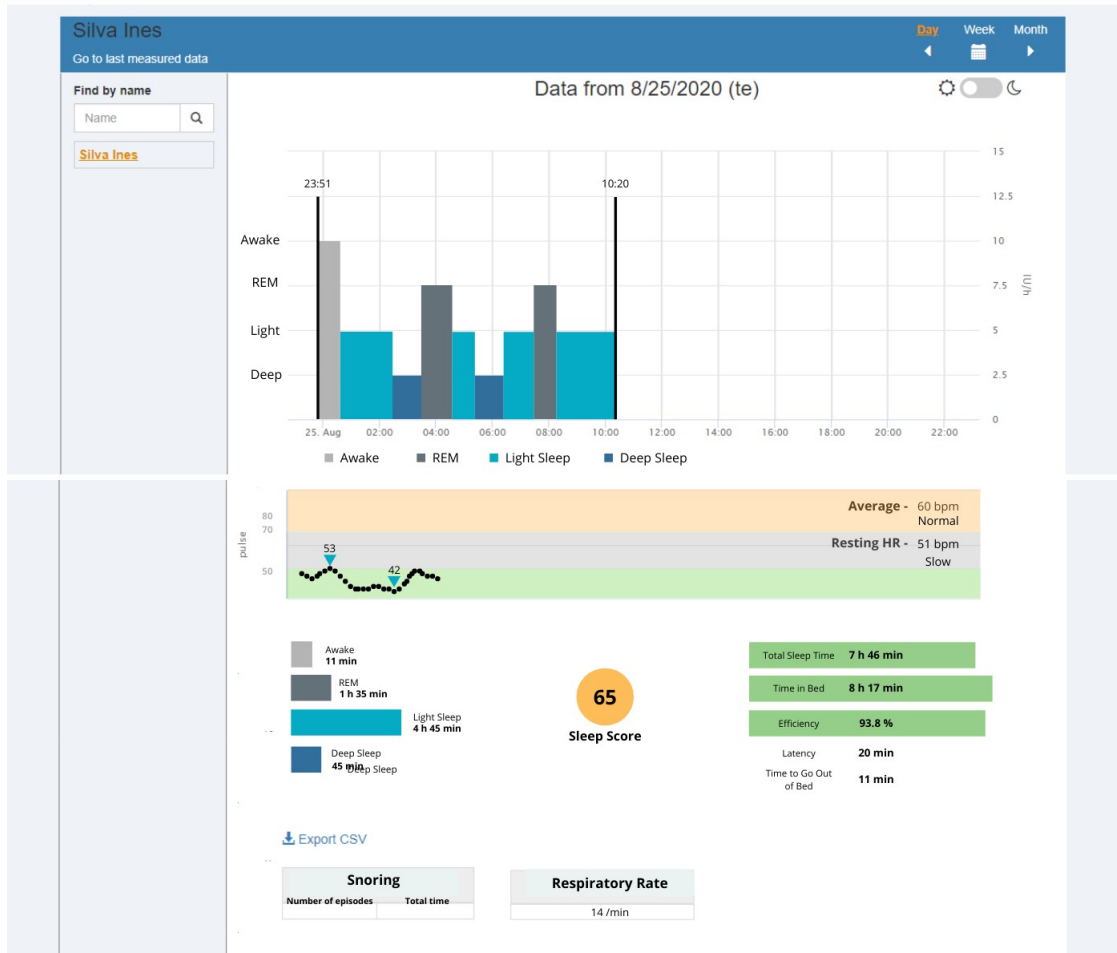 Silva Ines
Day Week Month
Go to last measured data
Find by name
Name
Silva Ines
Data from 8/25/2020 (te)
23:51
10:20
Awake
REM
Light
Deep
15
12.5
10
7.5
5
2.5
0
IU/h
25. Aug 02:00 04:00 06:00 08:00 10:00 12:00 14:00 16:00 18:00 20:00 22:00
Awake REM Light Sleep Deep Sleep
pulse
80
70
50
53
42
Average - 60 bpm
Normal
Resting HR - 51 bpm
Slow
Awake
11 min
REM
1 h 35 min
Light Sleep
4 h 45 min
Deep Sleep
45 min
Deep Sleep
65
Sleep Score
Total Sleep Time 7 h 46 min
Time in Bed 8 h 17 min
Efficiency 93.8 %
Latency 20 min
Time to Go Out
of Bed
11 min
Export CSV
Snoring
Number of episodes Total time
Respiratory Rate
14 /min